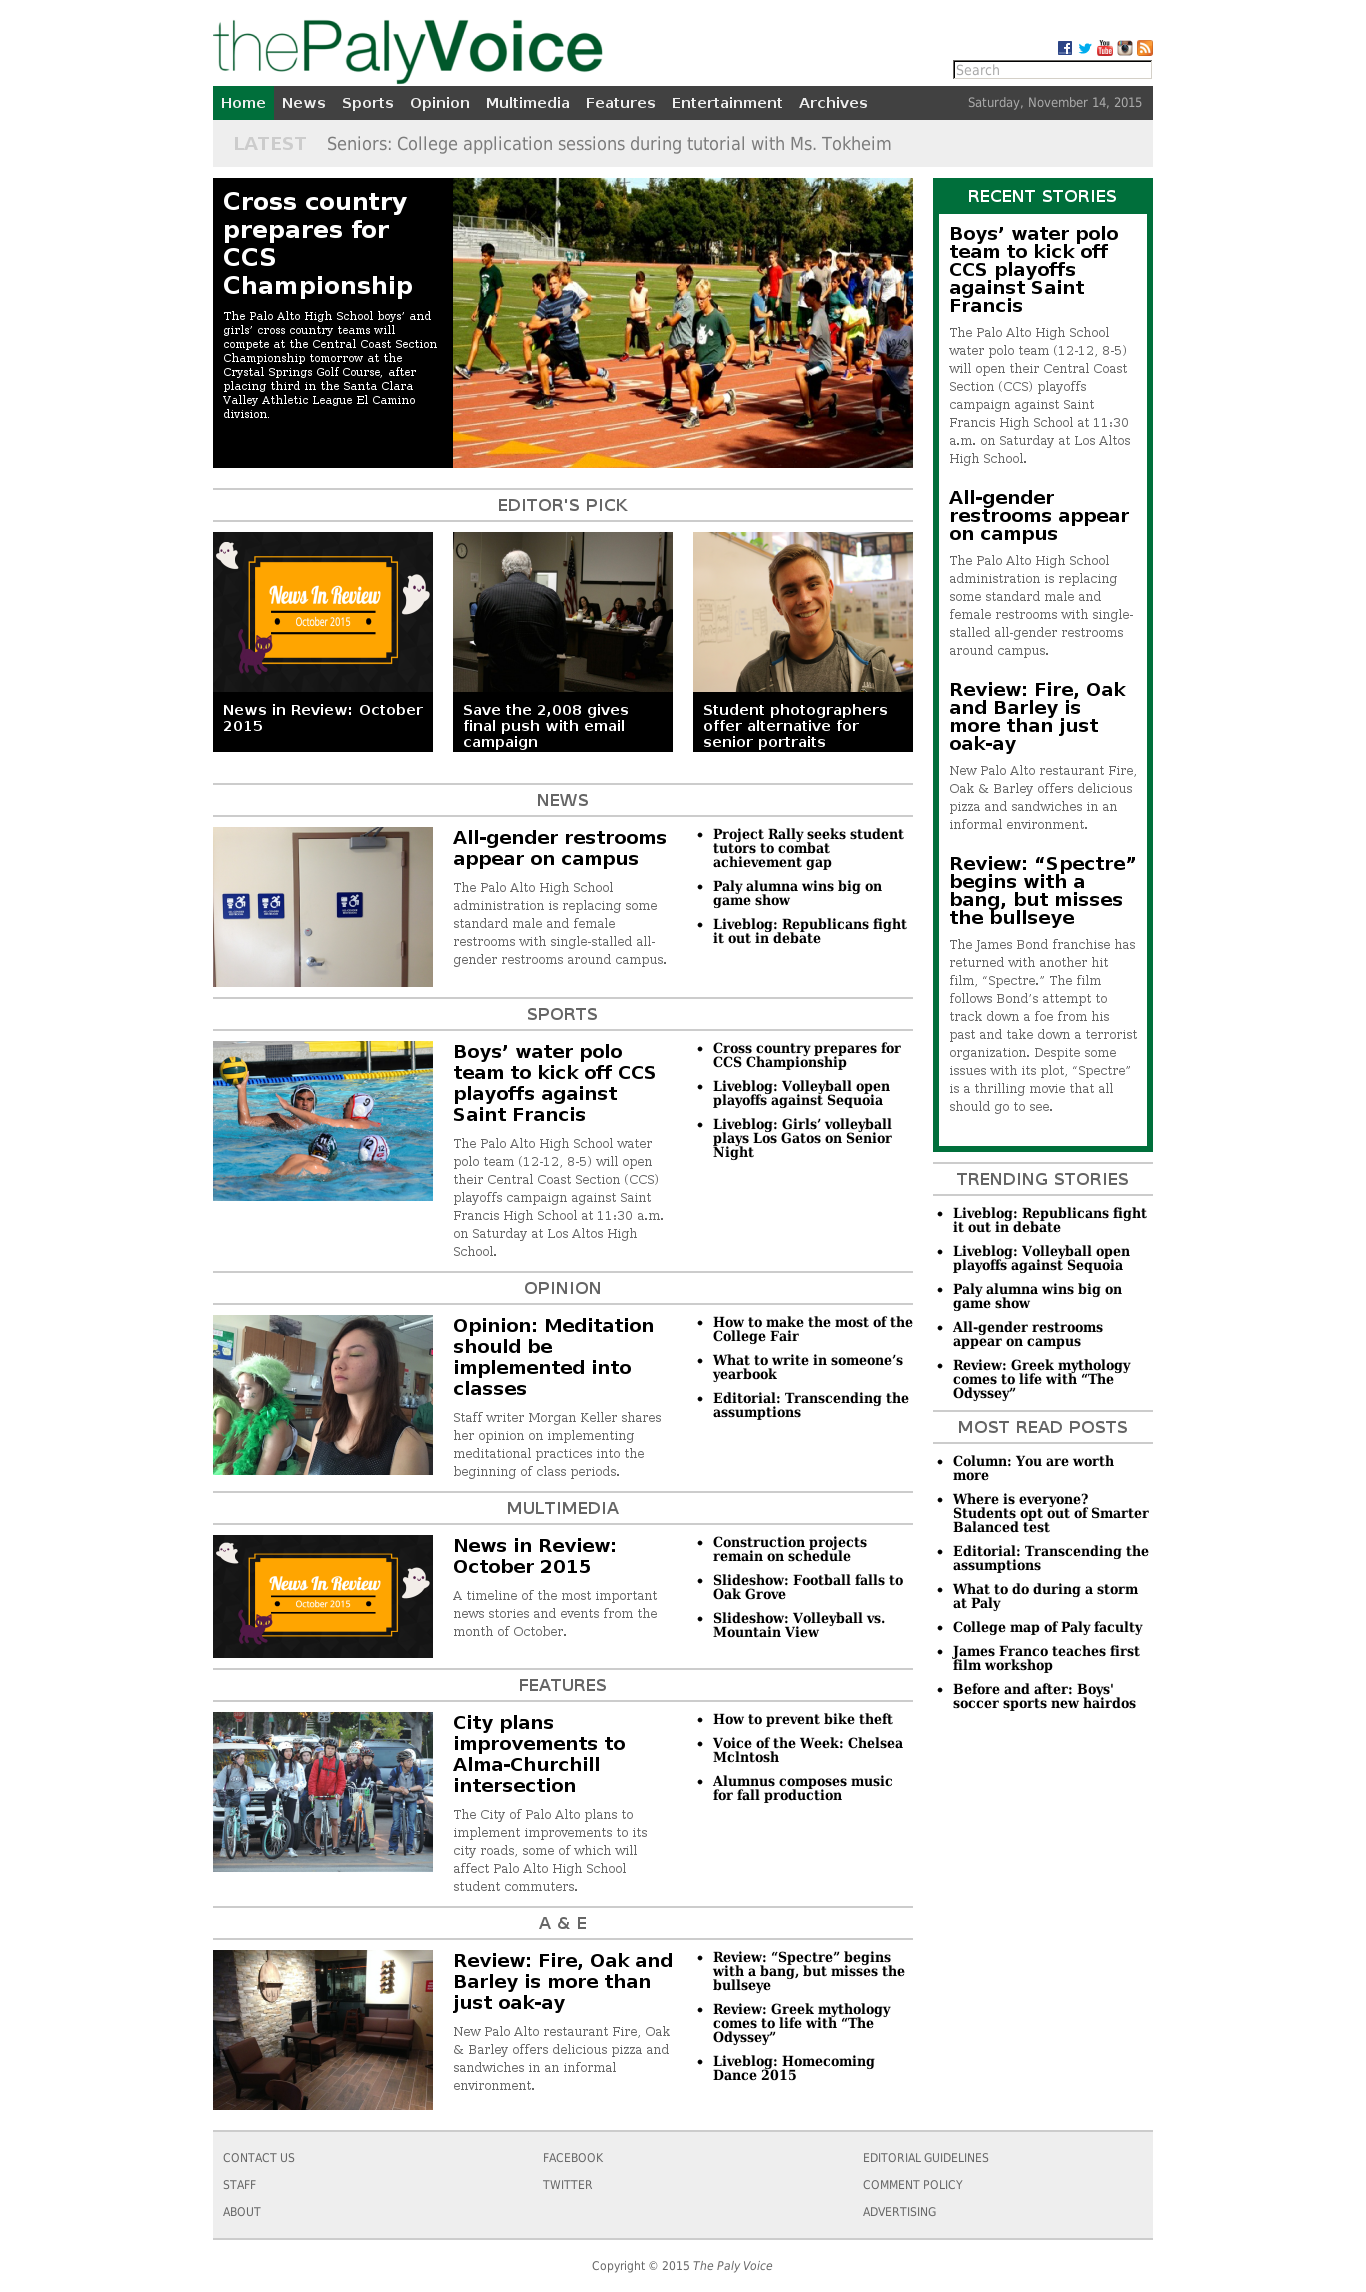 thePalyVoice
Search
Home News Sports Opinion Multimedia Features Entertainment Archives Saturday, November 14, 2015
LATEST Seniors: College application sessions during tutorial with Ms. Tokheim
Cross country
prepares for
CCS
Championship
The Palo Alto High School boys’ and
girls’ cross country teams will
compete at the Central Coast Section
Championship tomorrow at the
Crystal Springs Golf Course, after
placing third in the Santa Clara
Valley Athletic League El Camino
division.
EDITOR'S PICK
News In Review
October 2015
News in Review: October
2015
Save the 2,008 gives
final push with email
campaign
Student photographers
offer alternative for
senior portraits
NEWS
All-gender restrooms
appear on campus
The Palo Alto High School
administration is replacing some
standard male and female
restrooms with single-stalled all-
gender restrooms around campus.
Project Rally seeks student
tutors to combat
achievement gap
Paly alumna wins big on
game show
Liveblog: Republicans fight
it out in debate
SPORTS
Boys’ water polo
team to kick off CCS
playoffs against
Saint Francis
The Palo Alto High School water
polo team (12-12, 8-5) will open
their Central Coast Section (CCS)
playoffs campaign against Saint
Francis High School at 11:30 a.m.
on Saturday at Los Altos High
School.
Cross country prepares for
CCS Championship
Liveblog: Volleyball open
playoffs against Sequoia
Liveblog: Girls’ volleyball
plays Los Gatos on Senior
Night
OPINION
Opinion: Meditation
should be
implemented into
classes
Staff writer Morgan Keller shares
her opinion on implementing
meditational practices into the
beginning of class periods.
How to make the most of the
College Fair
What to write in someone’s
yearbook
Editorial: Transcending the
assumptions
MULTIMEDIA
News In Review
October 2015
News in Review:
October 2015
A timeline of the most important
news stories and events from the
month of October.
Construction projects
remain on schedule
Slideshow: Football falls to
Oak Grove
Slideshow: Volleyball vs.
Mountain View
FEATURES
City plans
improvements to
Alma-Churchill
intersection
The City of Palo Alto plans to
implement improvements to its
city roads, some of which will
affect Palo Alto High School
student commuters.
How to prevent bike theft
Voice of the Week: Chelsea
McIntosh
Alumnus composes music
for fall production
A & E
Review: Fire, Oak and
Barley is more than
just oak-ay
New Palo Alto restaurant Fire, Oak
& Barley offers delicious pizza and
sandwiches in an informal
environment.
Review: “Spectre” begins
with a bang, but misses the
bullseye
Review: Greek mythology
comes to life with “The
Odyssey”
Liveblog: Homecoming
Dance 2015
RECENT STORIES
Boys’ water polo
team to kick off
CCS playoffs
against Saint
Francis
The Palo Alto High School
water polo team (12-12, 8-5)
will open their Central Coast
Section (CCS) playoffs
campaign against Saint
Francis High School at 11:30
a.m. on Saturday at Los Altos
High School.
All-gender
restrooms appear
on campus
The Palo Alto High School
administration is replacing
some standard male and
female restrooms with single-
stalled all-gender restrooms
around campus.
Review: Fire, Oak
and Barley is
more than just
oak-ay
New Palo Alto restaurant Fire,
Oak & Barley offers delicious
pizza and sandwiches in an
informal environment.
Review: “Spectre”
begins with a
bang, but misses
the bullseye
The James Bond franchise has
returned with another hit
film, “Spectre.” The film
follows Bond’s attempt to
track down a foe from his
past and take down a terrorist
organization. Despite some
issues with its plot, “Spectre”
is a thrilling movie that all
should go to see.
TRENDING STORIES
Liveblog: Republicans fight
it out in debate
Liveblog: Volleyball open
playoffs against Sequoia
Paly alumna wins big on
game show
All-gender restrooms
appear on campus
Review: Greek mythology
comes to life with “The
Odyssey”
MOST READ POSTS
Column: You are worth
more
Where is everyone?
Students opt out of Smarter
Balanced test
Editorial: Transcending the
assumptions
What to do during a storm
at Paly
College map of Paly faculty
James Franco teaches first
film workshop
Before and after: Boys'
soccer sports new hairdos
CONTACT US FACEBOOK EDITORIAL GUIDELINES
STAFF TWITTER COMMENT POLICY
ABOUT ADVERTISING
Copyright © 2015 The Paly Voice